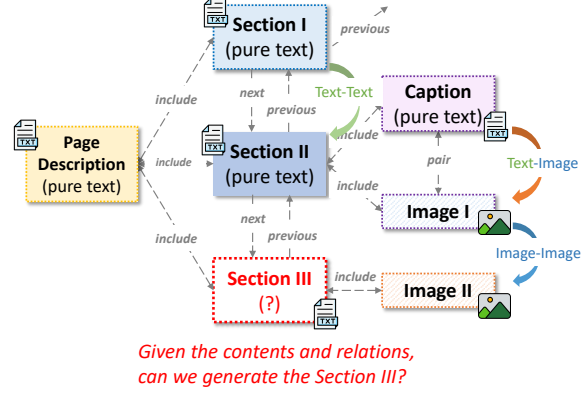 Section I
(pure text)
previous
include
next
previous
Text-Text
Caption
(pure text)
TXT
TXT
TXT
Page
Description
(pure text)
include
TXT
Section II
(pure text)
include
TXT
pair
Text-Image
include
next
previous
include
Image I
Image-Image
Section III
(?)
TXT
include
Image II
Given the contents and relations,
can we generate the Section III?